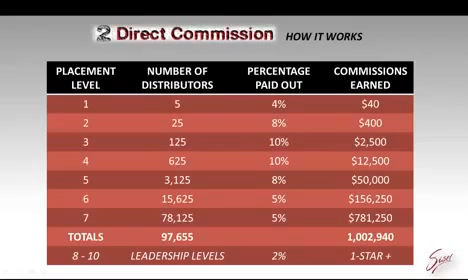 2 Direct Commission HOW IT WORKS
PLACEMENT LEVEL NUMBER OF DISTRIBUTORS PERCENTAGE PAID OUT COMMISSIONS EARNED
1 5 4% $40
2 25 8% $400
3 125 10% $2,500
4 625 10% $12,500
5 3,125 8% $50,000
6 15,625 5% $156,250
7 78,125 5% $781,250
TOTALS 97,655 1,002,940
8 - 10 LEADERSHIP LEVELS 2% 1-STAR +
Sisel